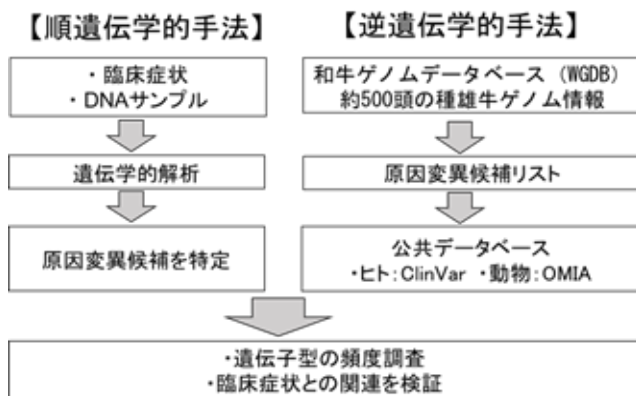 【順遺伝学的手法】
・臨床症状
・DNAサンプル
遺伝学的解析
原因変異候補を特定
【逆遺伝学的手法】
和牛ゲノムデータベース（WGDB)
約500頭の種雄牛ゲノム情報
原因変異候補リスト
公共データベース
・ヒト：ClinVar ・動物：OMIA
・遺伝子型の頻度調査
・臨床症状との関連を検証